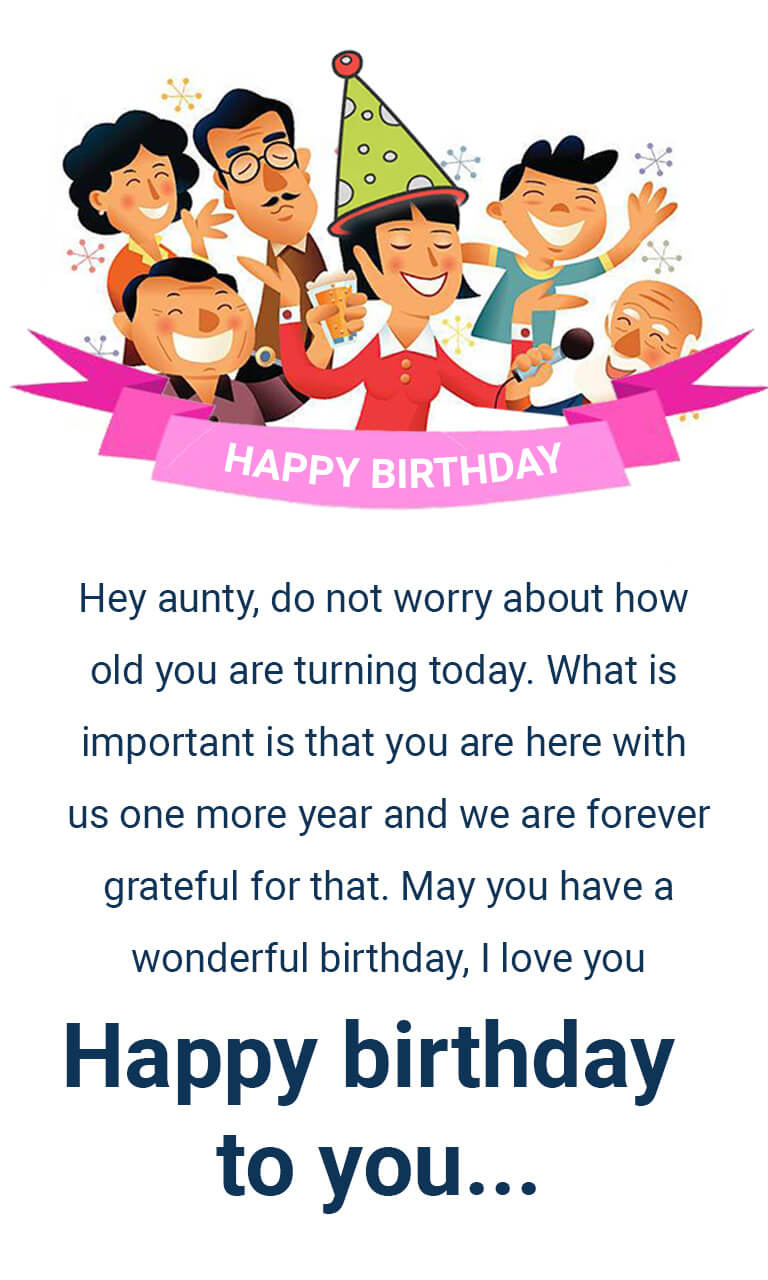 HAPPY BIRTHDAY
Hey aunty, do not worry about how
old you are turning today. What is
important is that you are here with
us one more year and we are forever
grateful for that. May you have a
wonderful birthday, I love you
Happy birthday
to you...